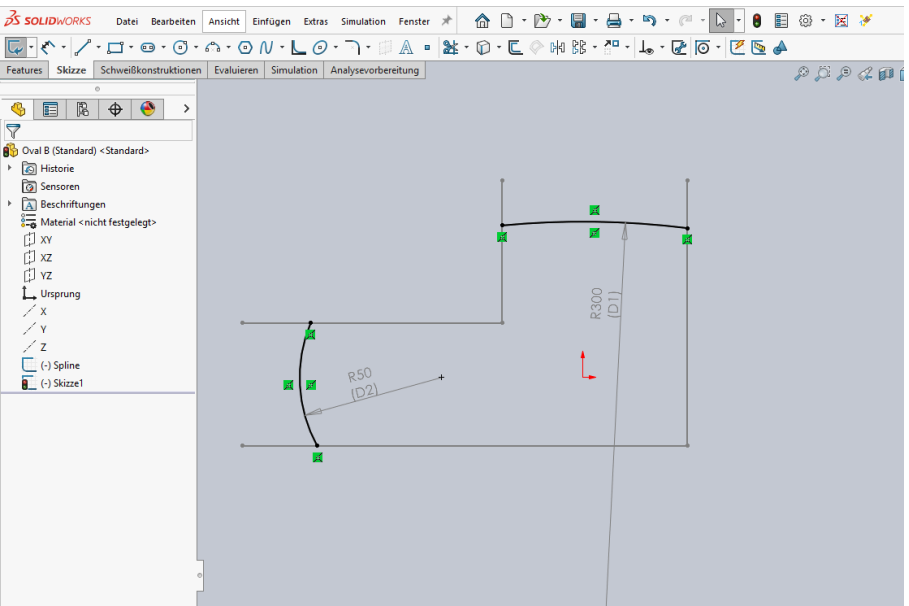 SOLIDWORKS Datei Bearbeiten Ansicht Einfügen Extras Simulation Fenster
Features Skizze Schweißkonstruktionen Evaluieren Simulation Analysevorbereitung
Oval B (Standard) <Standard>
Historie
Sensoren
Beschriftungen
Material <nicht festgelegt>
XY
XZ
YZ
Ursprung
X
Y
Z
(-) Spline
(-) Skizze1
R300
(D1)
R50
(D2)